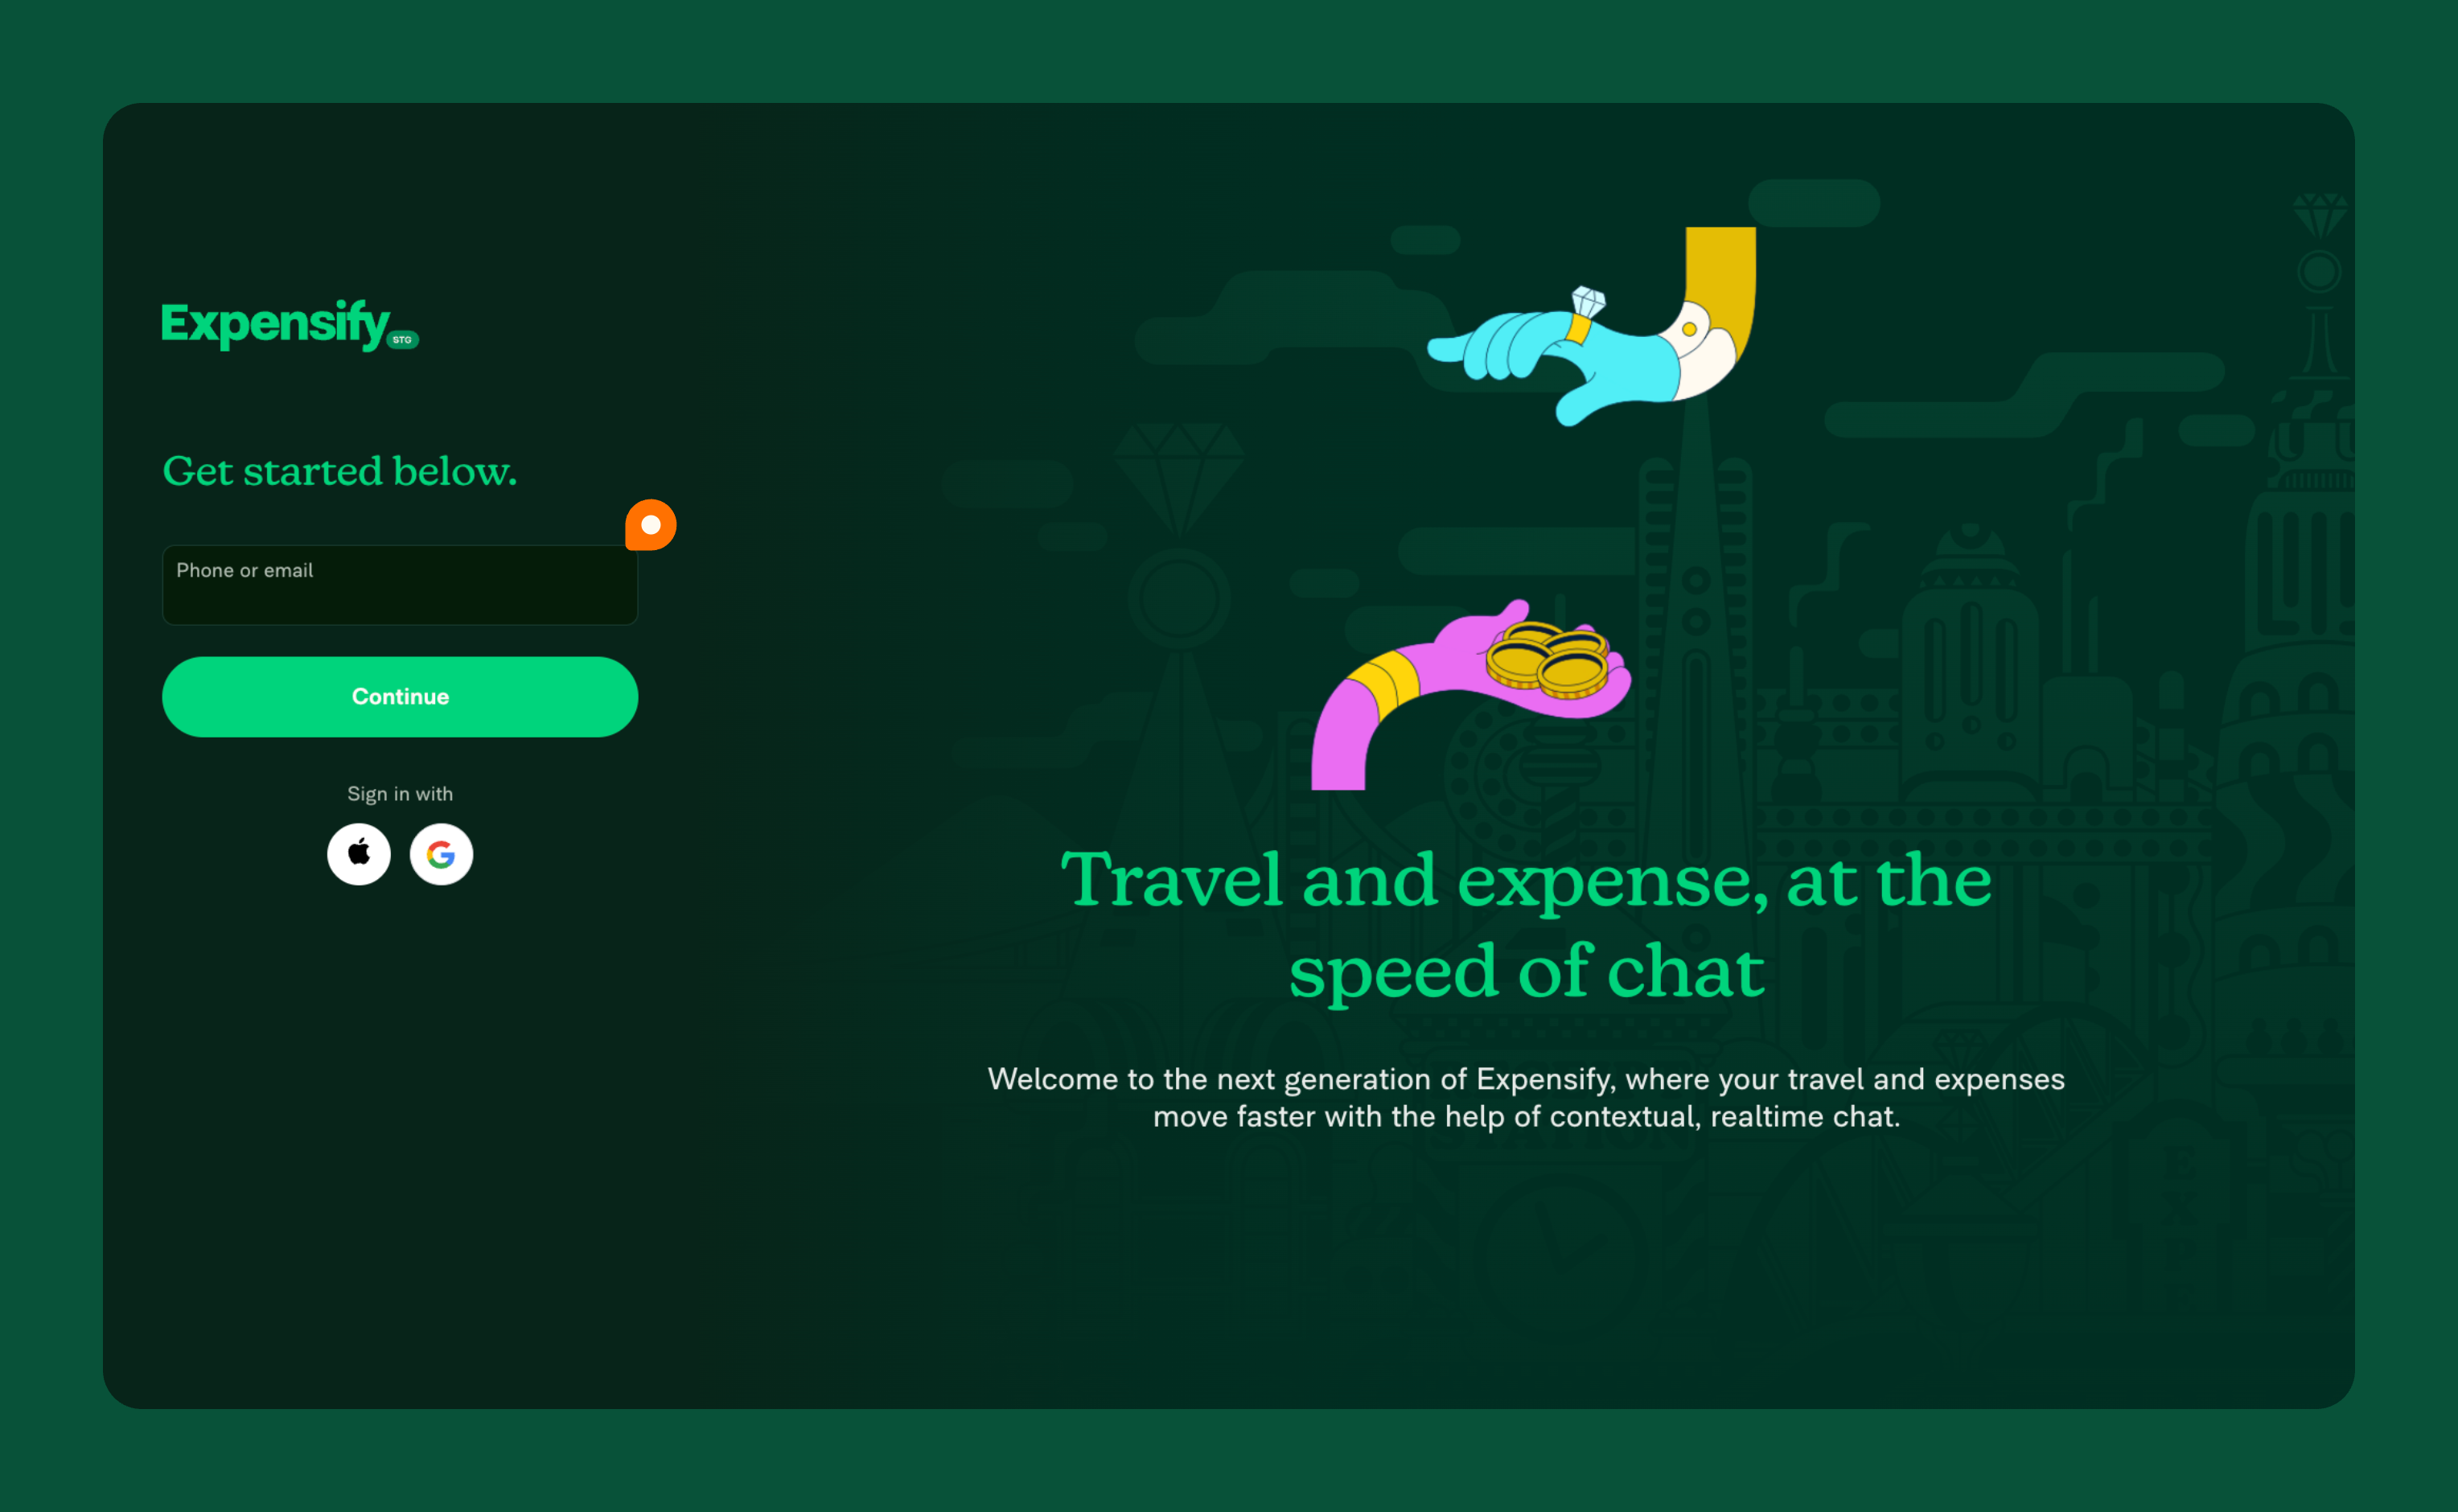 Expensify
STG
Get started below.
Phone or email
Continue
Sign in with
Travel and expense, at the
speed of chat
Welcome to the next generation of Expensify, where your travel and expenses
move faster with the help of contextual, realtime chat.